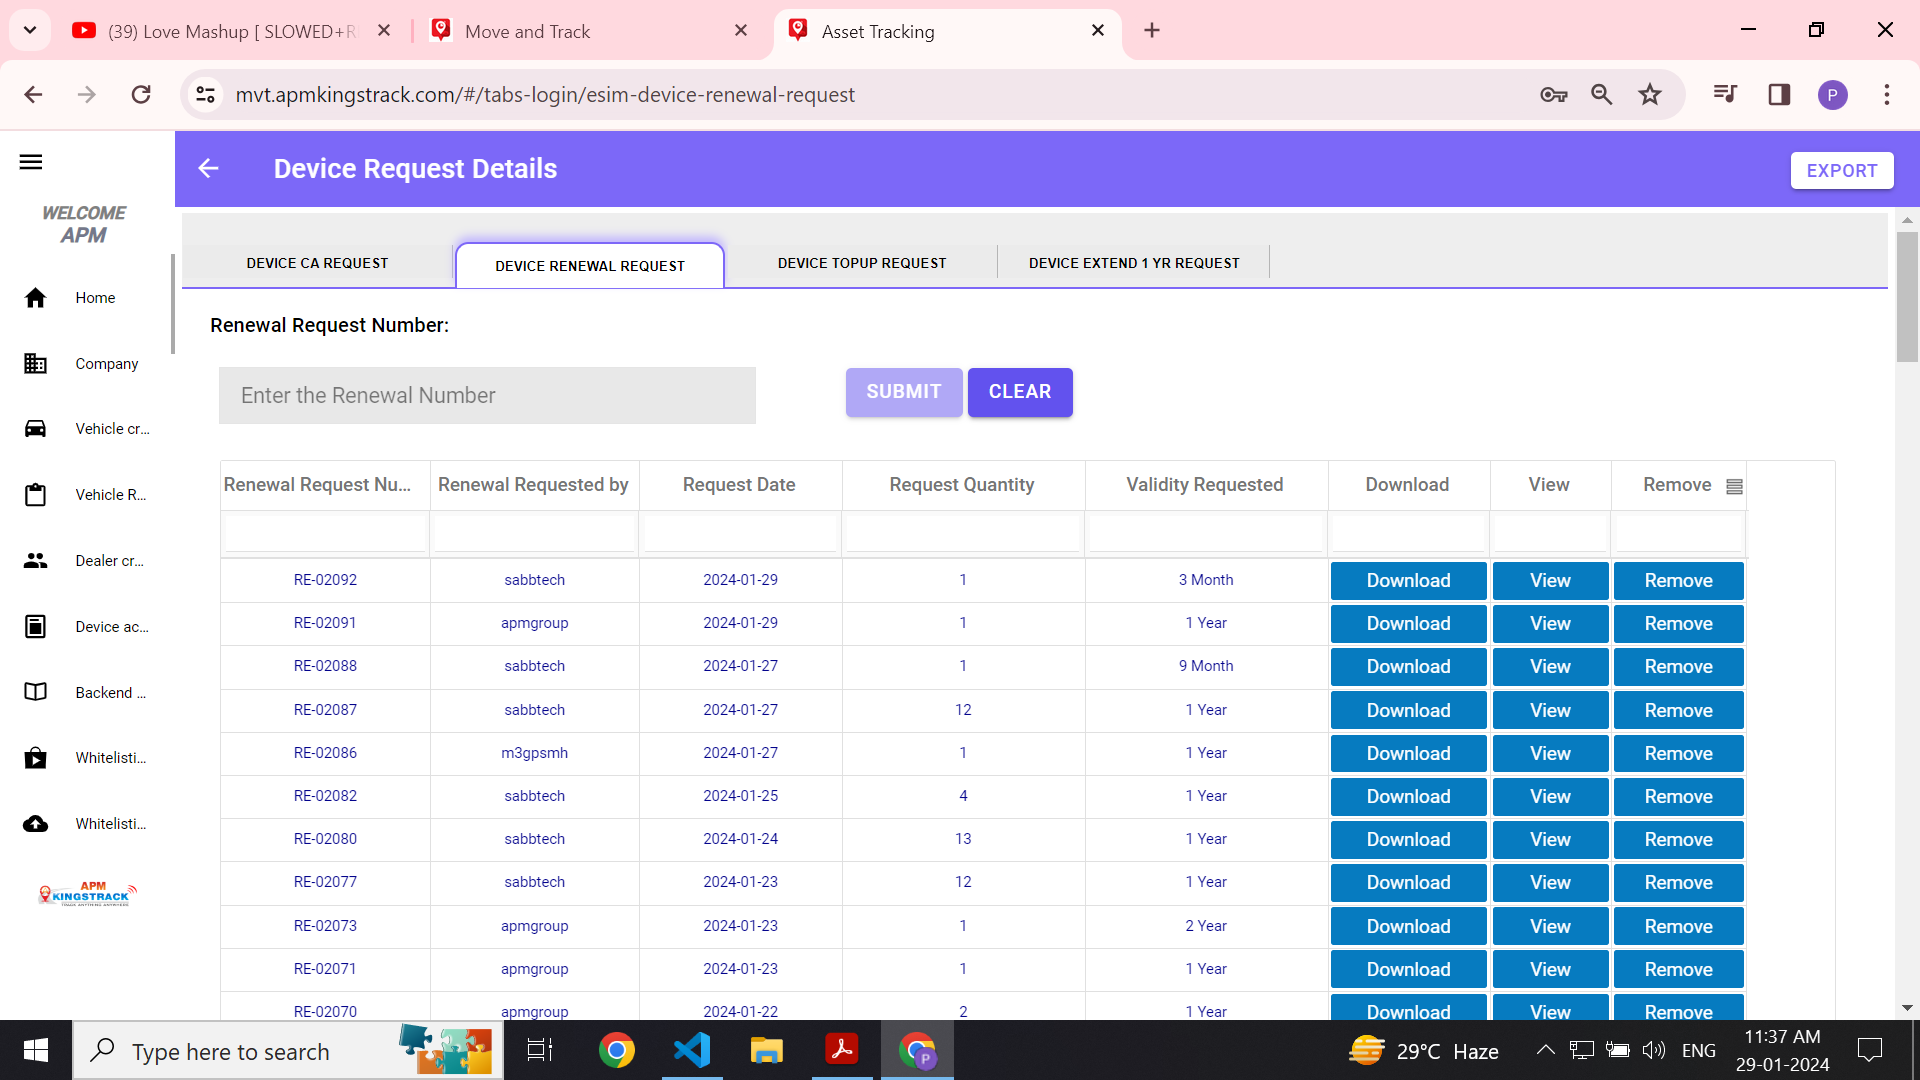 (39) Love Mashup [ SLOWED+R
Move and Track
Asset Tracking
mvt.apmkingstrack.com/#/tabs-login/esim-device-renewal-request
P
WELCOME
APM
Device Request Details
EXPORT
Home
Company
Vehicle cr...
Vehicle R...
Dealer cr...
Device ac...
Backend ...
Whitelisti...
Whitelisti...
APM
KINGSTRACK
DEVICE CA REQUEST DEVICE RENEWAL REQUEST DEVICE TOPUP REQUEST DEVICE EXTEND 1 YR REQUEST
Renewal Request Number:
Enter the Renewal Number SUBMIT CLEAR
Renewal Request Nu... Renewal Requested by Request Date Request Quantity Validity Requested Download View Remove
RE-02092 sabbtech 2024-01-29 1 3 Month Download View Remove
RE-02091 apmgroup 2024-01-29 1 1 Year Download View Remove
RE-02088 sabbtech 2024-01-27 1 9 Month Download View Remove
RE-02087 sabbtech 2024-01-27 12 1 Year Download View Remove
RE-02086 m3gpsmh 2024-01-27 1 1 Year Download View Remove
RE-02082 sabbtech 2024-01-25 4 1 Year Download View Remove
RE-02080 sabbtech 2024-01-24 13 1 Year Download View Remove
RE-02077 sabbtech 2024-01-23 12 1 Year Download View Remove
RE-02073 apmgroup 2024-01-23 1 2 Year Download View Remove
RE-02071 apmgroup 2024-01-23 1 1 Year Download View Remove
RE-02070 apmgroup 2024-01-22 2 1 Year Download View Remove
Type here to search
P
29°C Haze
ENG
11:37 AM
29-01-2024